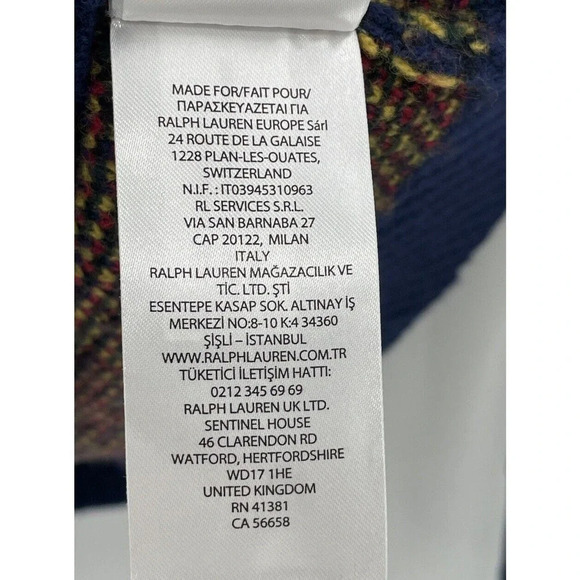 MADE FOR/FAIT POUR/
ΠΑΡΑΣΚΕΥΑΖΕΤΑΙ ΓΙΑ
RALPH LAUREN EUROPE Sárl
24 ROUTE DE LA GALAISE
1228 PLAN-LES-OUATES,
SWITZERLAND
N.I.F. : IT03945310963
RL SERVICES S.R.L.
VIA SAN BARNABA 27
CAP 20122, MILAN
ITALY
RALPH LAUREN MAĞAZACILIK VE
TİC. LTD. ŞTİ
ESENTEPE KASAP SOK. ALTINAY İŞ
MERKEZİ NO:8-10 K:4 34360
ŞİŞLİ – İSTANBUL
WWW.RALPHLAUREN.COM.TR
TÜKETİCİ İLETİŞİM HATTI:
0212 345 69 69
RALPH LAUREN UK LTD.
SENTINEL HOUSE
46 CLARENDON RD
WATFORD, HERTFORDSHIRE
WD17 1HE
UNITED KINGDOM
RN 41381
CA 56658